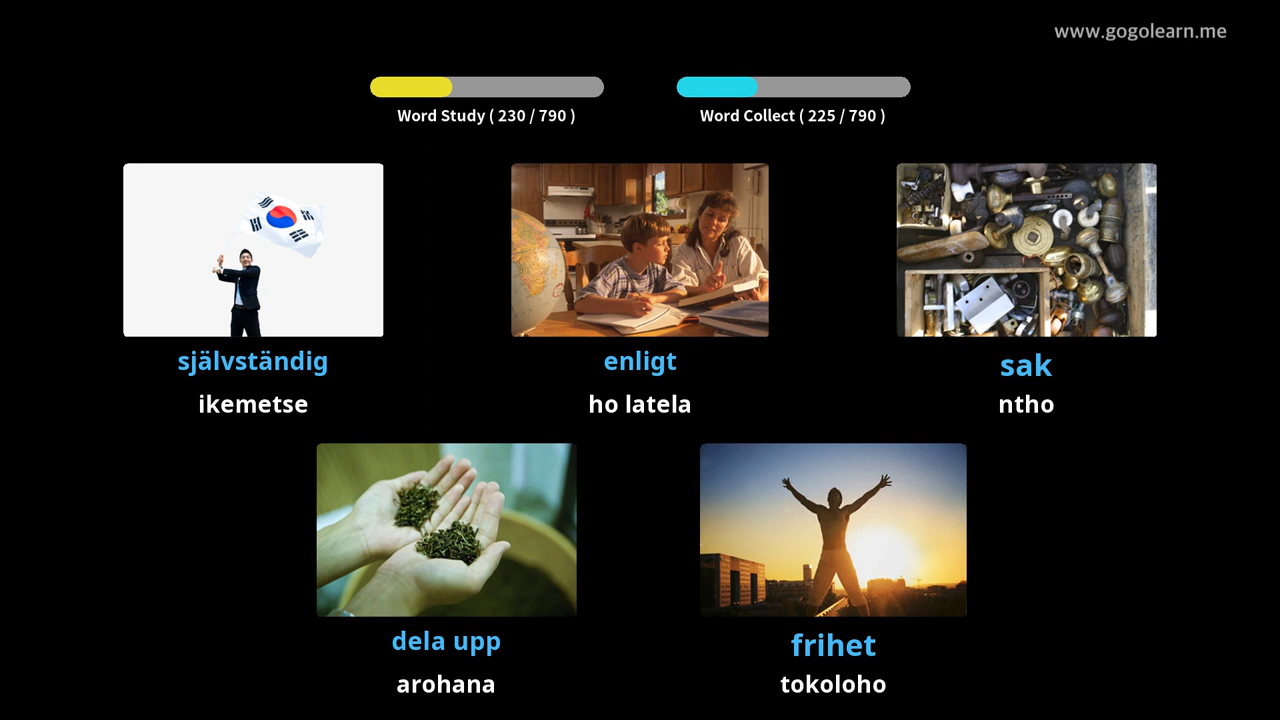 www.gogolearn.me
Word Study ( 230 / 790 )
Word Collect ( 225 / 790 )
självständig
ikemetse
enligt
ho latela
sak
ntho
dela upp
arohana
frihet
tokoloho